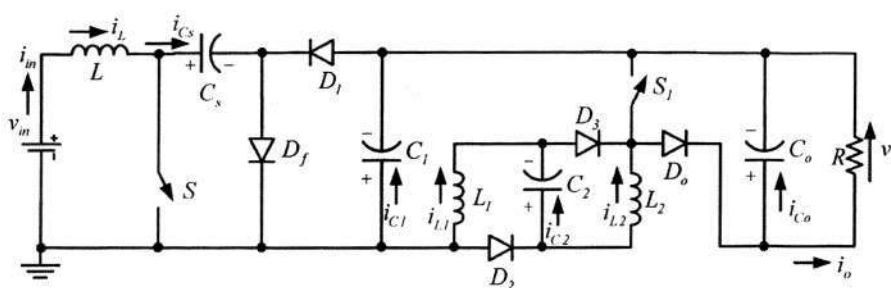 i_in
v_in
+
-
i_L
L
i_Cs
+ -
C_s
S
D_f
D_1
-
+
C_1
i_C1
i_L1
L_1
D_2
-
+
C_2
i_C2
D_3
i_L2
L_2
S_1
D_o
-
+
C_o
i_Co
R
v
i_o